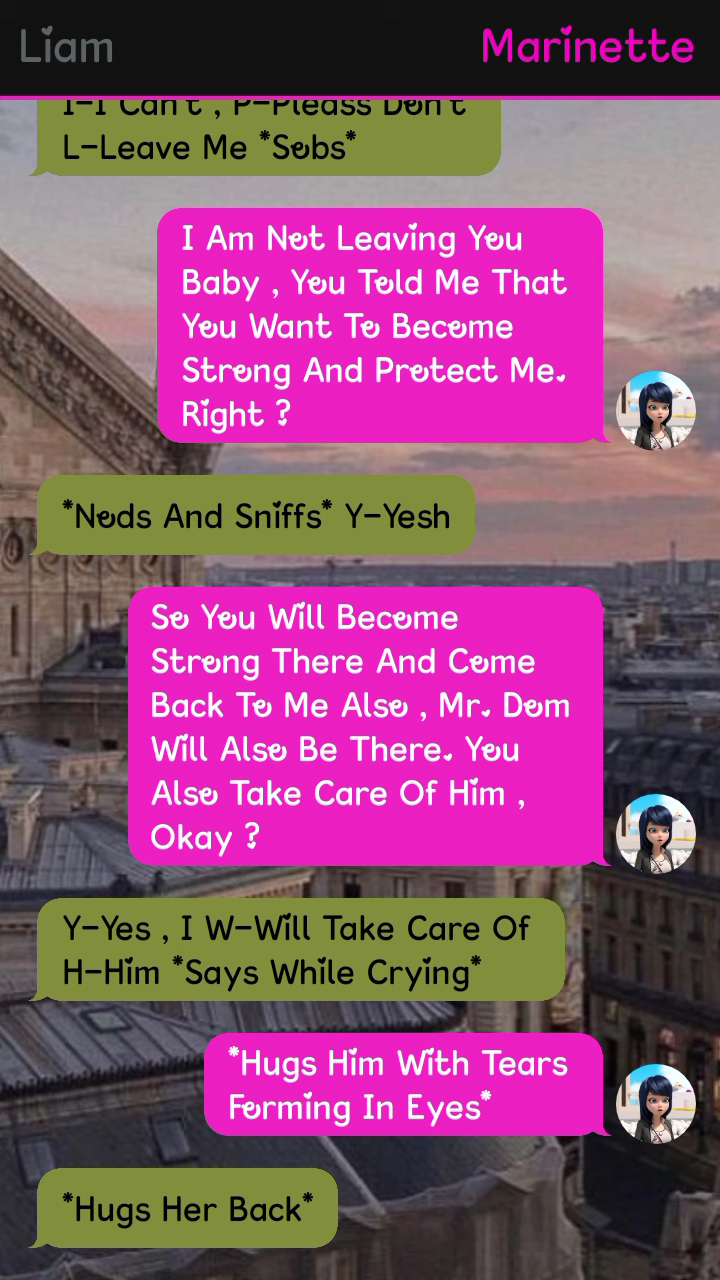 Liam
Marinette
I-I Can't , P-Pleass Don't
L-Leave Me *Sobs*
I Am Not Leaving You
Baby , You Told Me That
You Want To Become
Strong And Protect Me.
Right ?
*Nods And Sniffs* Y-Yesh
So You Will Become
Strong There And Come
Back To Me Also , Mr. Dom
Will Also Be There. You
Also Take Care Of Him ,
Okay ?
Y-Yes , I W-Will Take Care Of
H-Him *Says While Crying*
*Hugs Him With Tears
Forming In Eyes*
*Hugs Her Back*